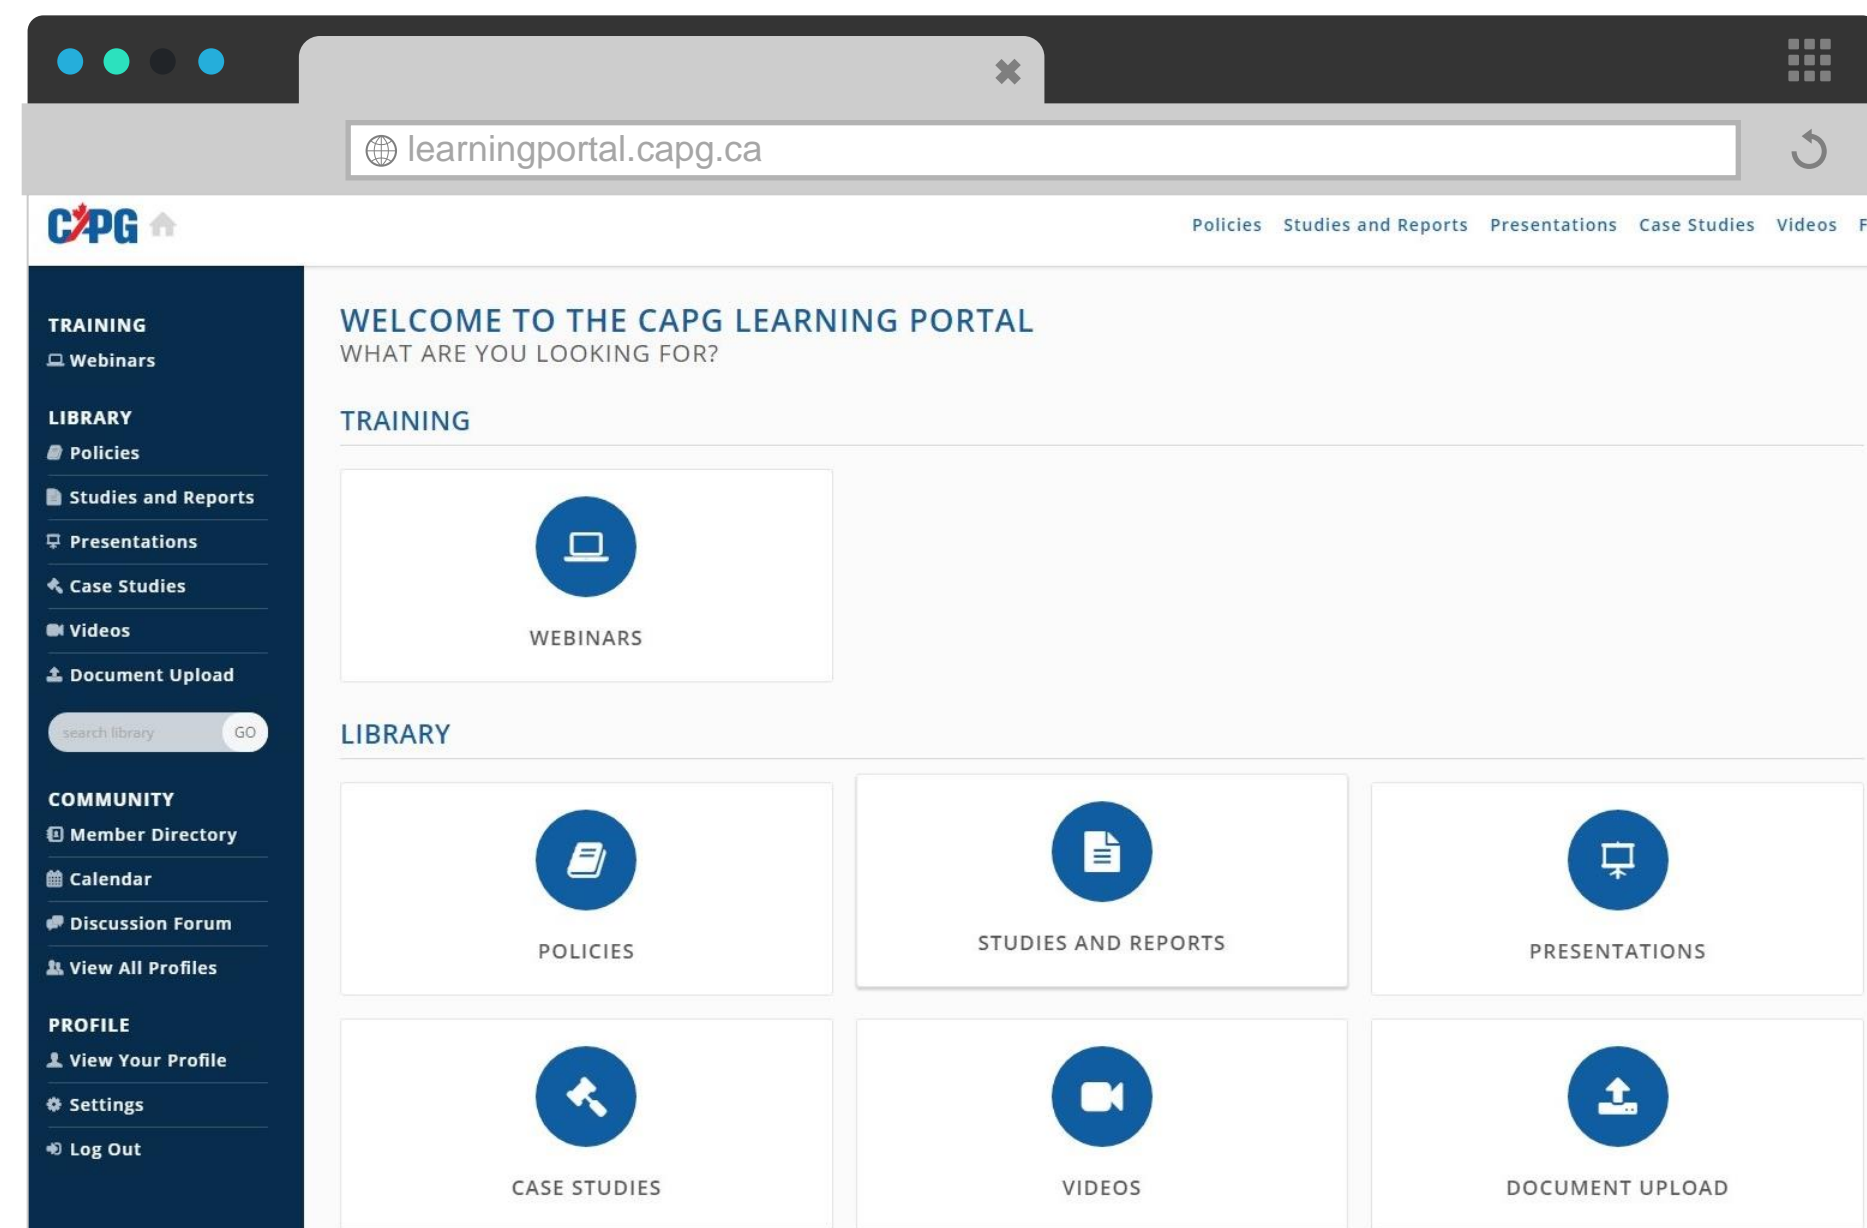 learningportal.capg.ca
CAPG
Policies Studies and Reports Presentations Case Studies Videos F
TRAINING
Webinars
LIBRARY
Policies
Studies and Reports
Presentations
Case Studies
Videos
Document Upload
search library GO
COMMUNITY
Member Directory
Calendar
Discussion Forum
View All Profiles
PROFILE
View Your Profile
Settings
Log Out
WELCOME TO THE CAPG LEARNING PORTAL
WHAT ARE YOU LOOKING FOR?
TRAINING
WEBINARS
LIBRARY
POLICIES
STUDIES AND REPORTS
PRESENTATIONS
CASE STUDIES
VIDEOS
DOCUMENT UPLOAD